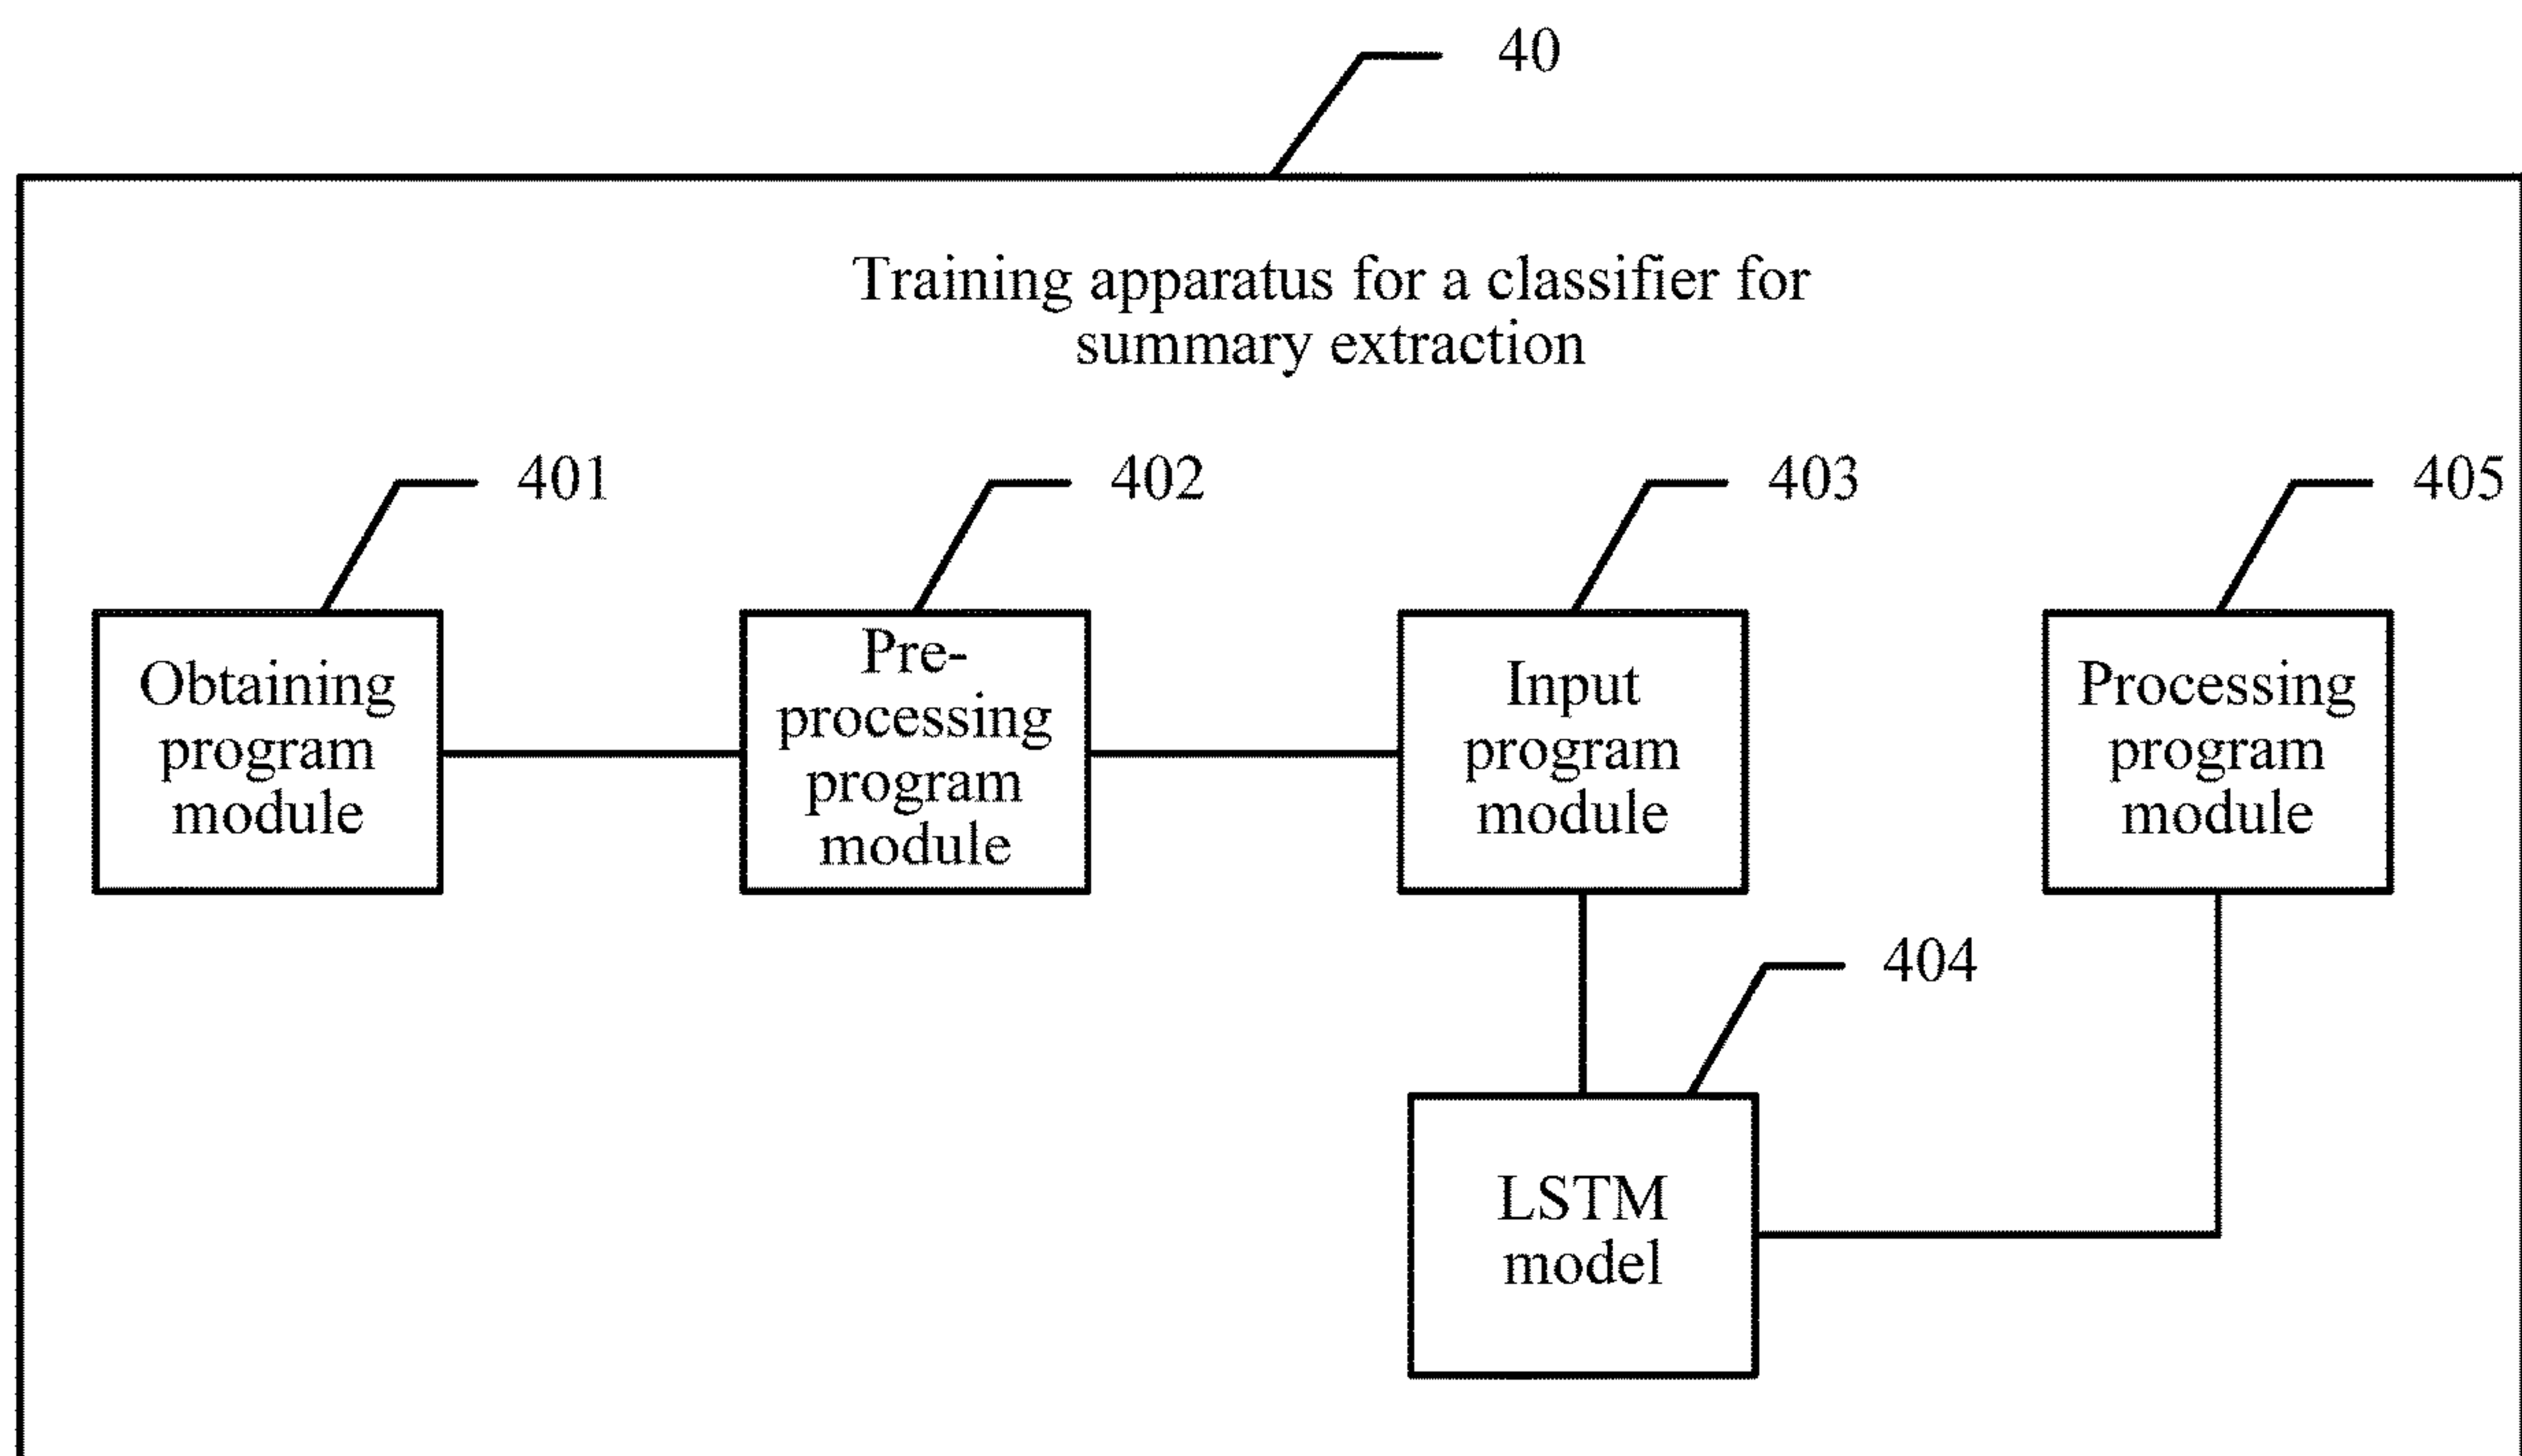 40
Training apparatus for a classifier for
summary extraction
401
402
403
405
Obtaining
program
module
Pre-
processing
program
module
Input
program
module
Processing
program
module
404
LSTM
model